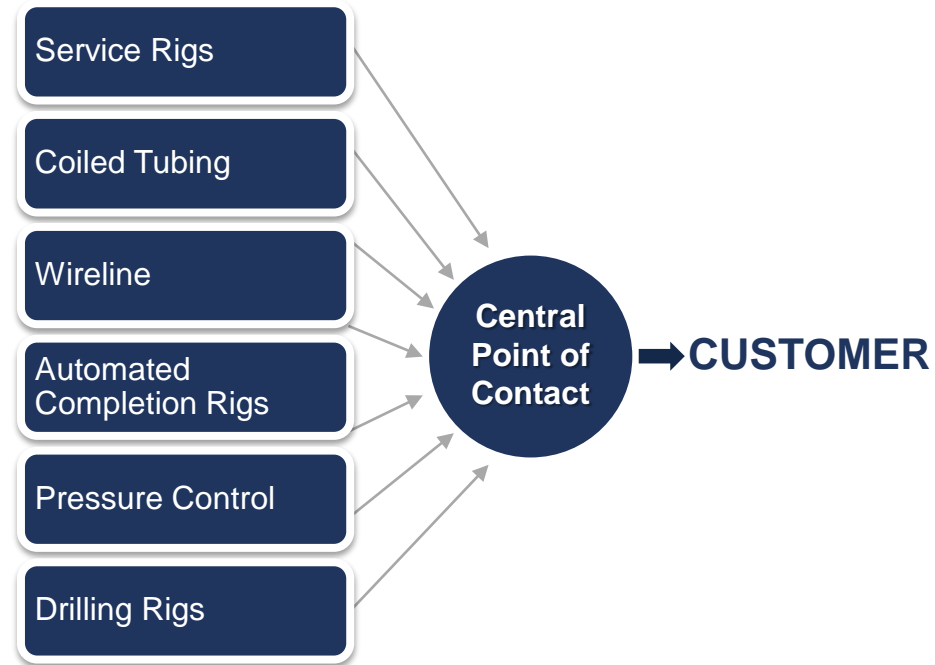 Service Rigs
Coiled Tubing
Wireline
Automated
Completion Rigs
Pressure Control
Drilling Rigs
Central
Point of
Contact
CUSTOMER